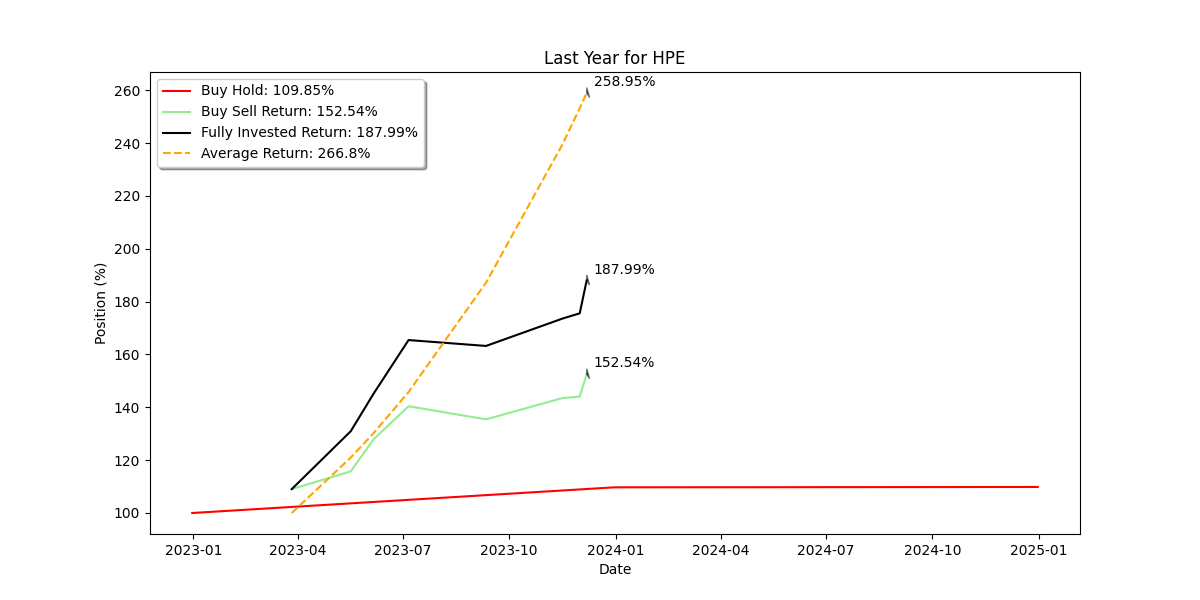 Last Year for HPE
Buy Hold: 109.85%
Buy Sell Return: 152.54%
Fully Invested Return: 187.99%
Average Return: 266.8%
258.95%
187.99%
152.54%
Position (%)
260
240
220
200
180
160
140
120
100
2023-01 2023-04 2023-07 2023-10 2024-01 2024-04 2024-07 2024-10 2025-01
Date